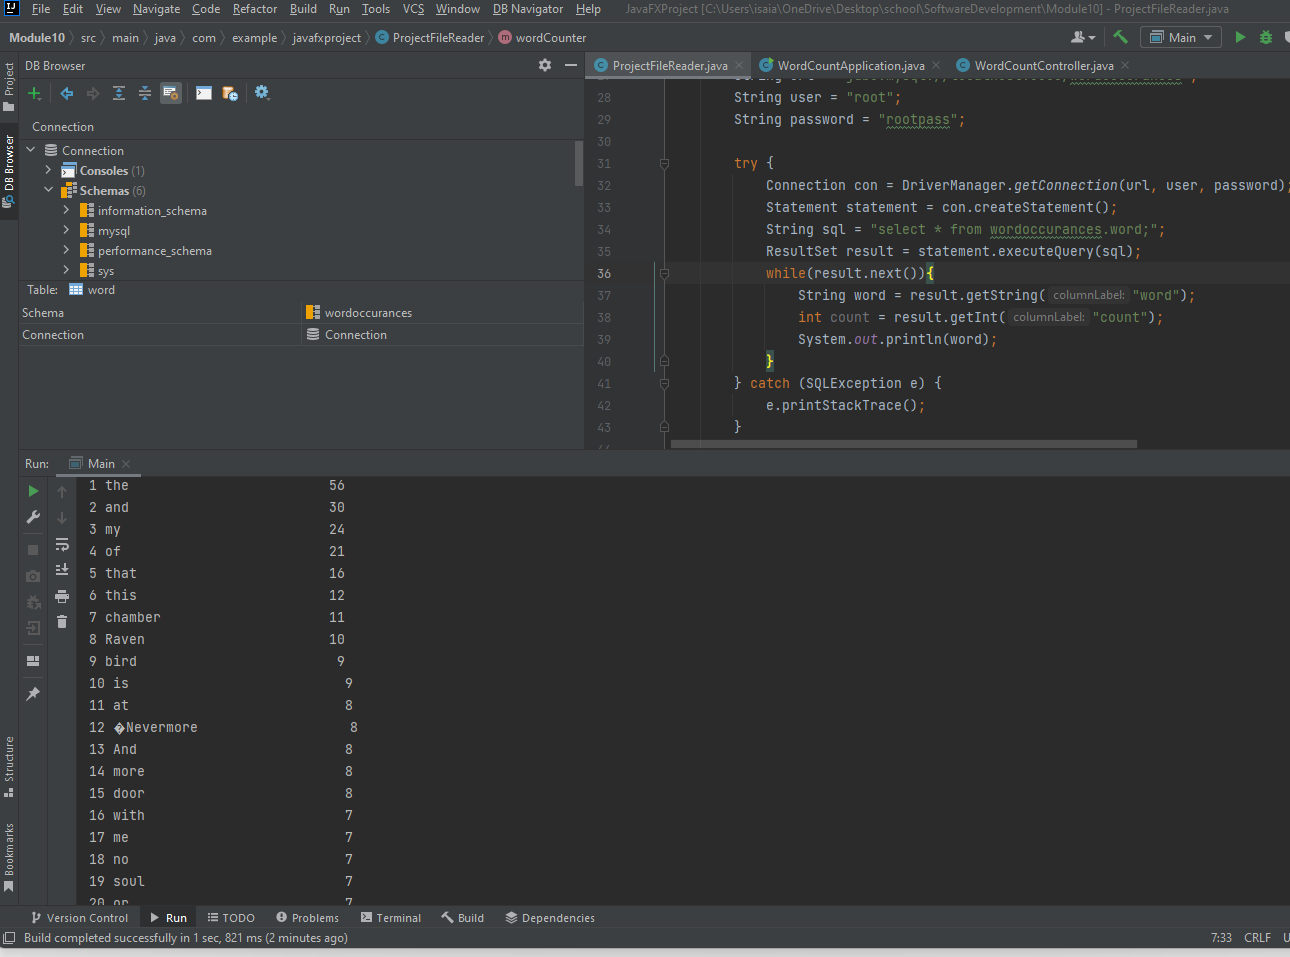 File Edit View Navigate Code Refactor Build Run Tools VCS Window DB Navigator Help JavaFXProject [C:\Users\isaia\OneDrive\Desktop\school\SoftwareDevelopment\Module10] - ProjectFileReader.java
Module10 src main java com example javafxproject ProjectFileReader wordCounter Main
Project
DB Browser
Structure
Bookmarks
DB Browser
Connection
Connection
Consoles (1)
Schemas (6)
information_schema
mysql
performance_schema
sys
Table: word
Schema wordoccurances
Connection Connection
ProjectFileReader.java WordCountApplication.java WordCountController.java
28 String user = "root";
29 String password = "rootpass";
30
31 try {
32 Connection con = DriverManager.getConnection(url, user, password);
33 Statement statement = con.createStatement();
34 String sql = "select * from wordoccurances.word;";
35 ResultSet result = statement.executeQuery(sql);
36 while(result.next()){
37 String word = result.getString( columnLabel: "word");
38 int count = result.getInt( columnLabel: "count");
39 System.out.println(word);
40 }
41 } catch (SQLException e) {
42 e.printStackTrace();
43 }
Run: Main
1 the 56
2 and 30
3 my 24
4 of 21
5 that 16
6 this 12
7 chamber 11
8 Raven 10
9 bird 9
10 is 9
11 at 8
12 �Nevermore 8
13 And 8
14 more 8
15 door 8
16 with 7
17 me 7
18 no 7
19 soul 7
20 or 7
Version Control Run TODO Problems Terminal Build Dependencies
Build completed successfully in 1 sec, 821 ms (2 minutes ago) 7:33 CRLF